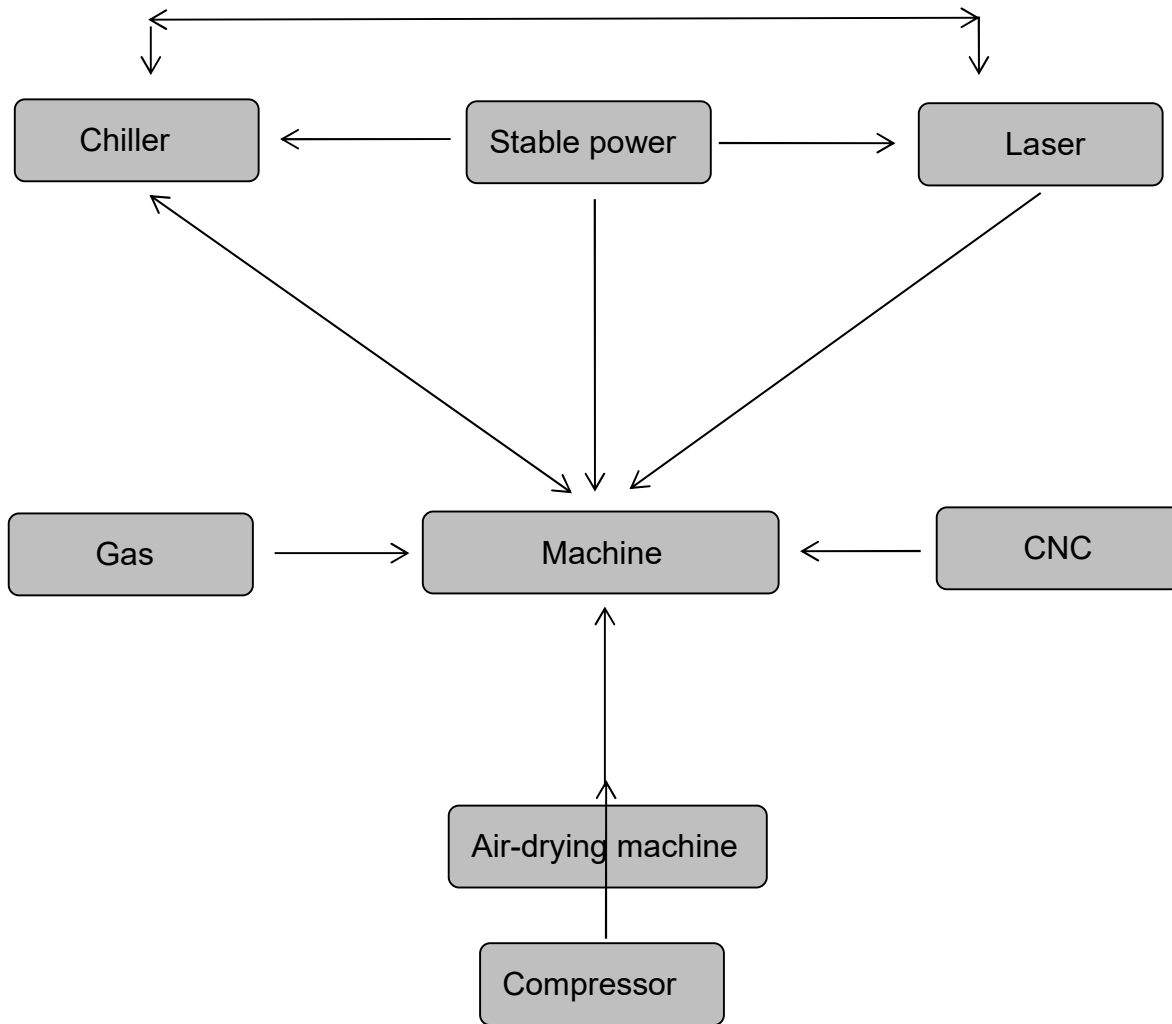 Chiller
Stable power
Laser
Gas
Machine
CNC
Air-drying machine
Compressor